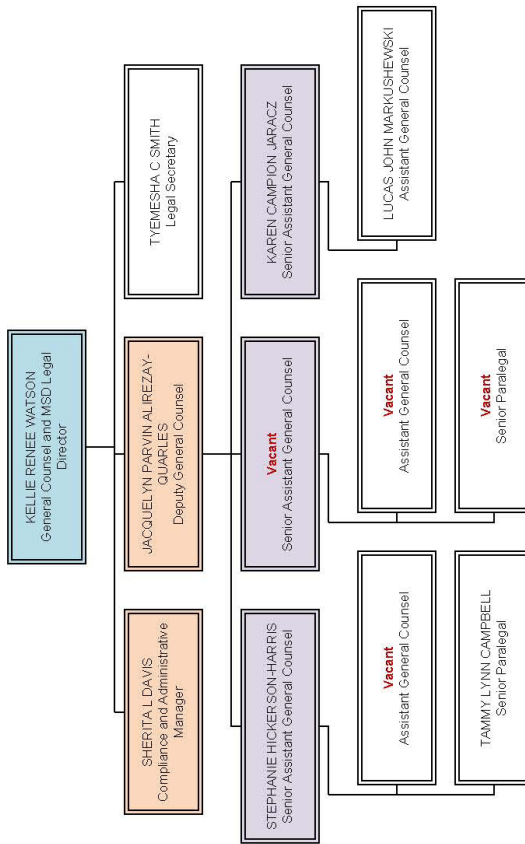 KELLIE RENEE WATSON
General Counsel and MSD Legal
Director
SHERITA L DAVIS
Compliance and Administrative
Manager
JACQUELYN PARVIN ALIREZAY-
QUARLES
Deputy General Counsel
TYEMESHA C SMITH
Legal Secretary
STEPHANIE HICKERSON-HARRIS
Senior Assistant General Counsel
Vacant
Senior Assistant General Counsel
KAREN CAMPION JARACZ
Senior Assistant General Counsel
Vacant
Assistant General Counsel
Vacant
Assistant General Counsel
LUCAS JOHN MARKUSHEWSKI
Assistant General Counsel
TAMMY LYNN CAMPBELL
Senior Paralegal
Vacant
Senior Paralegal